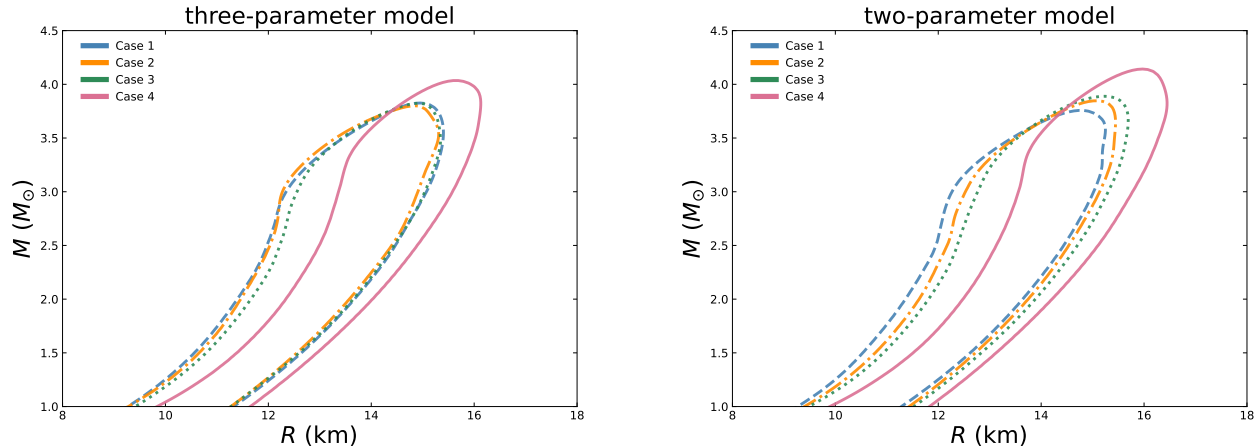 three-parameter model
4.5
4.0
3.5
3.0
2.5
2.0
1.5
1.0
M (M⊙)
Case 1
Case 2
Case 3
Case 4
8 10 12 14 16 18
R (km)
two-parameter model
4.5
4.0
3.5
3.0
2.5
2.0
1.5
1.0
M (M⊙)
Case 1
Case 2
Case 3
Case 4
8 10 12 14 16 18
R (km)